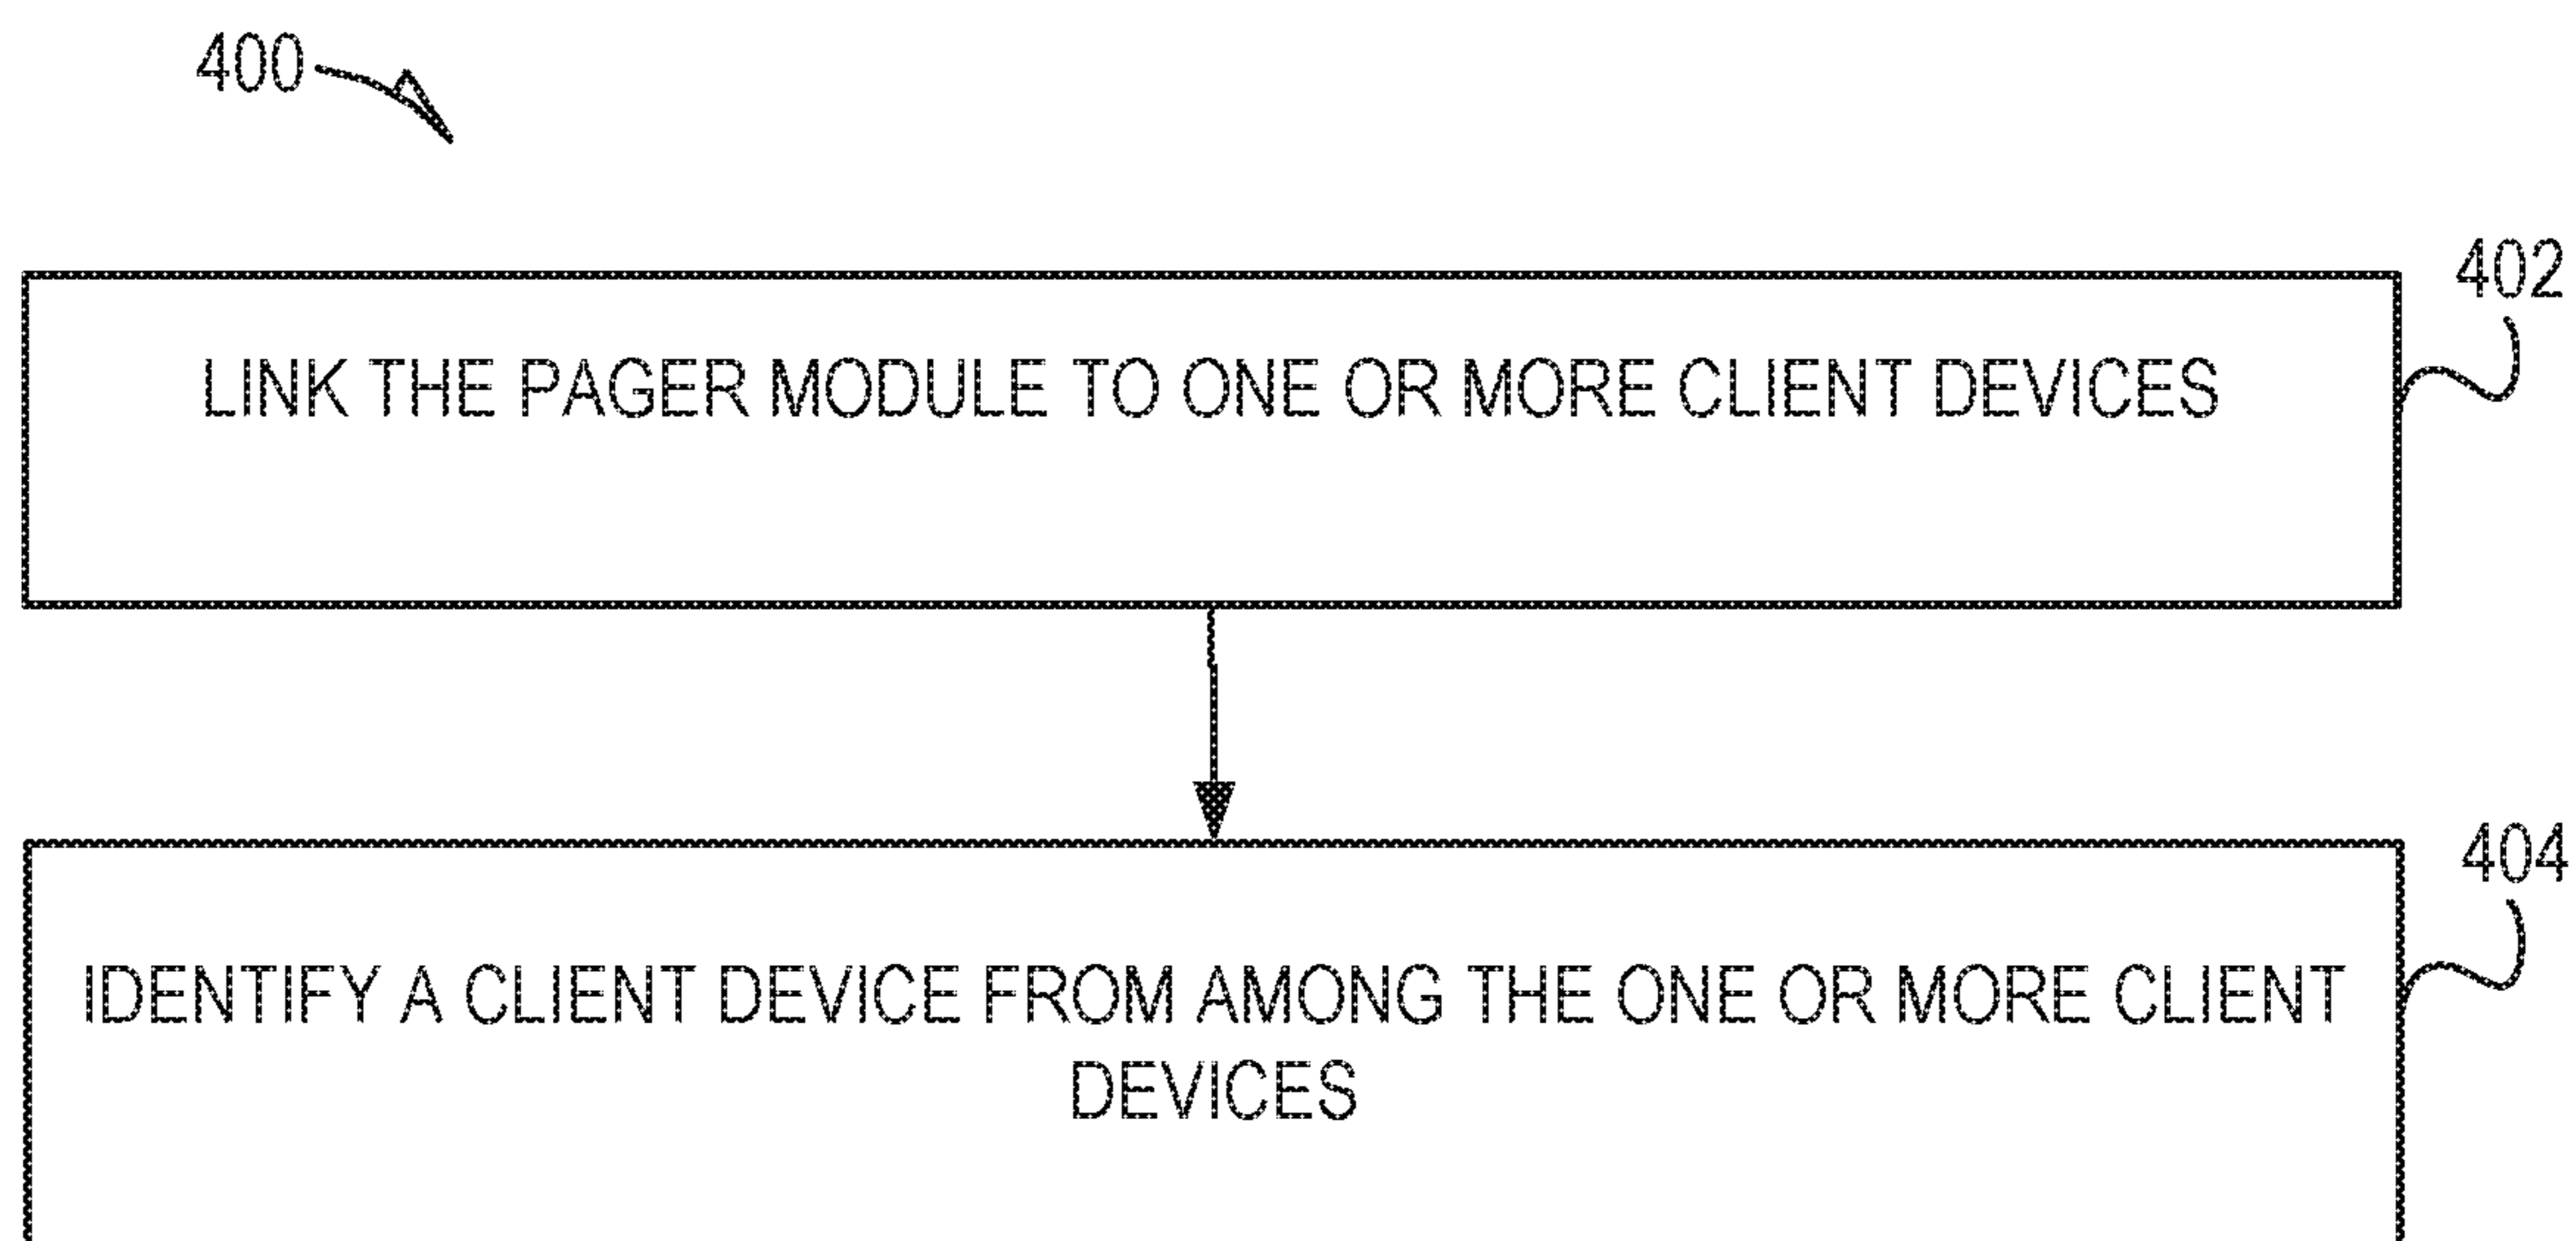 400
402
LINK THE PAGER MODULE TO ONE OR MORE CLIENT DEVICES
404
IDENTIFY A CLIENT DEVICE FROM AMONG THE ONE OR MORE CLIENT
DEVICES